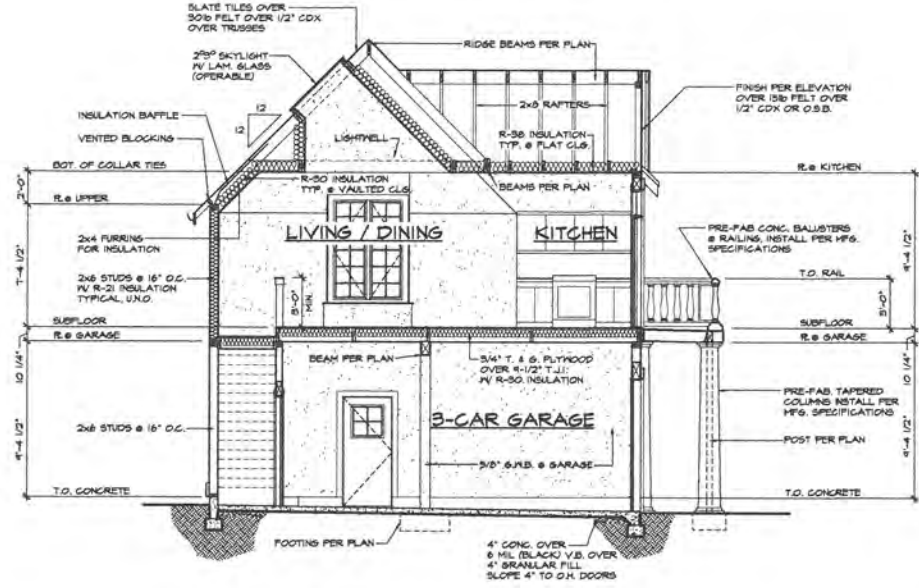 SLATE TILES OVER
30lb FELT OVER 1/2" CDX
OVER TRUSSES
2⁰9⁰ SKYLIGHT
W/ LAM. GLASS
(OPERABLE)
RIDGE BEAMS PER PLAN
INSULATION BAFFLE
VENTED BLOCKING
12
12
2x8 RAFTERS
FINISH PER ELEVATION
OVER 15lb FELT OVER
1/2" CDX OR O.S.B.
LIGHTWELL
R-38 INSULATION
TYP. @ FLAT CLG.
BOT. OF COLLAR TIES
R-30 INSULATION
TYP. @ VAULTED CLG.
BEAMS PER PLAN
PL @ KITCHEN
2'-0"
PL @ UPPER
LIVING / DINING
KITCHEN
PRE-FAB CONC. BALUSTERS
@ RAILING, INSTALL PER MFG.
SPECIFICATIONS
2x4 FURRING
FOR INSULATION
7'-4 1/2"
9'-4 1/2"
2x6 STUDS @ 16" O.C.
W/ R-21 INSULATION
TYPICAL, U.N.O.
3'-0"
MIN.
T.O. RAIL
3'-0"
SUBFLOOR
SUBFLOOR
PL @ GARAGE
PL @ GARAGE
10 1/4"
10 1/4"
BEAM PER PLAN
3/4" T. & G. PLYWOOD
OVER 9-1/2" T.J.I.
W/ R-30 INSULATION
PRE-FAB. TAPERED
COLUMNS INSTALL PER
MFG. SPECIFICATIONS
2x6 STUDS @ 16" O.C.
3-CAR GARAGE
POST PER PLAN
9'-4 1/2"
9'-4 1/2"
5/8" G.W.B. @ GARAGE
T.O. CONCRETE
T.O. CONCRETE
FOOTING PER PLAN
4" CONC. OVER
6 MIL (BLACK) V.B. OVER
4" GRANULAR FILL
SLOPE 4" TO O.H. DOORS